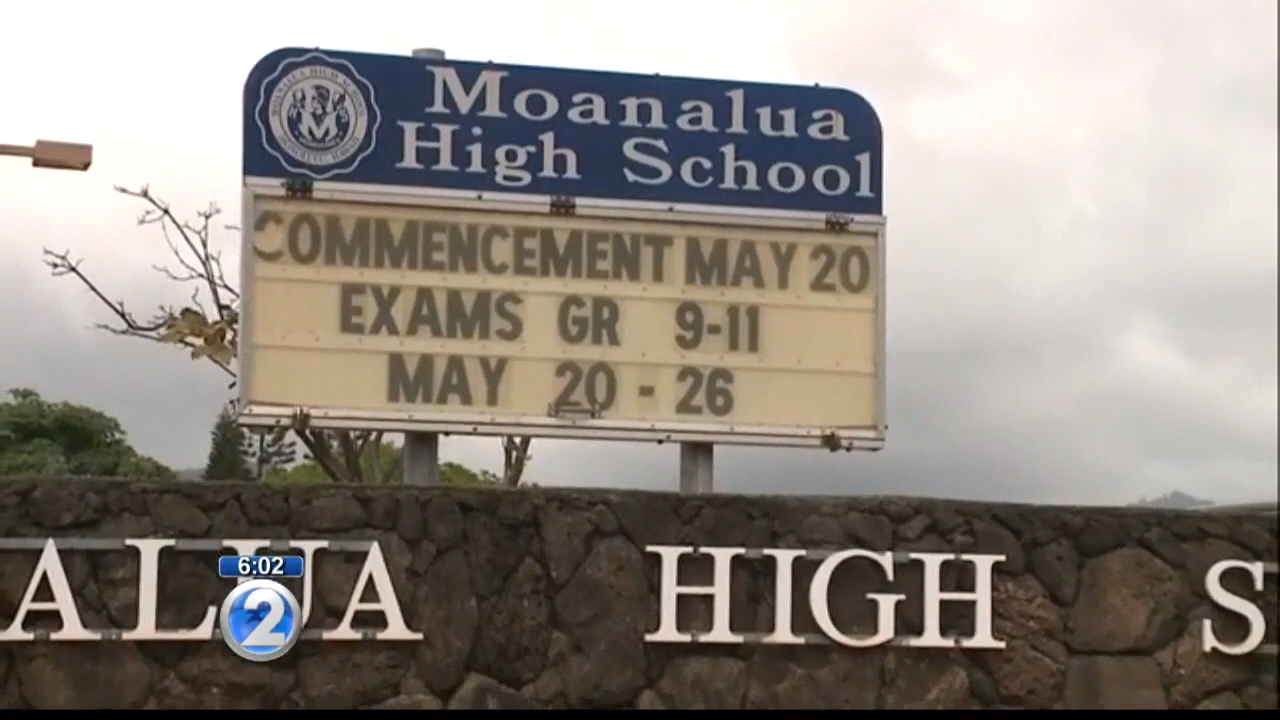 Moanalua
High School
COMMENCEMENT MAY 20
EXAMS GR 9-11
MAY 20 - 26
ALUA HIGH S
6:02
2